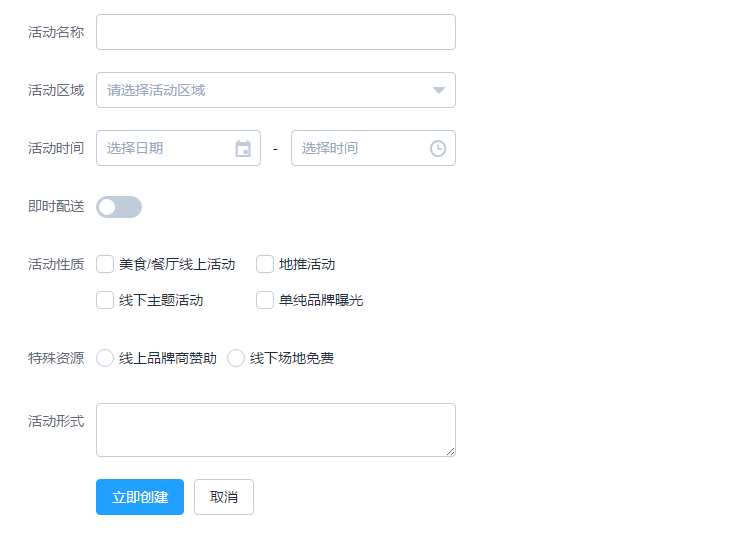 活动名称
活动区域 请选择活动区域
活动时间 选择日期 - 选择时间
即时配送
活动性质 美食/餐厅线上活动 地推活动
线下主题活动 单纯品牌曝光
特殊资源 线上品牌商赞助 线下场地免费
活动形式
立即创建 取消